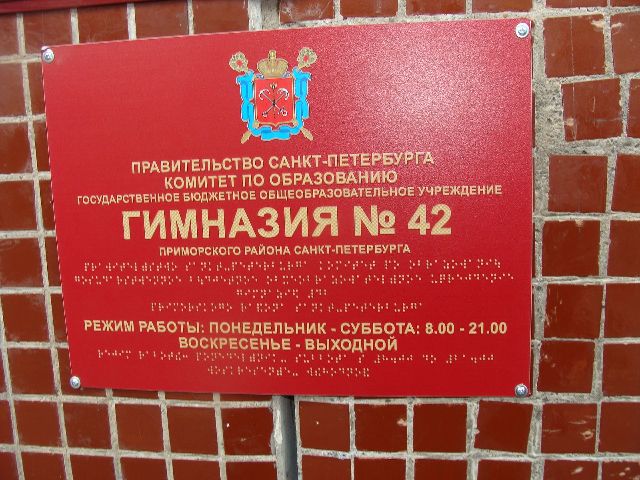 ПРАВИТЕЛЬСТВО САНКТ-ПЕТЕРБУРГА
КОМИТЕТ ПО ОБРАЗОВАНИЮ
ГОСУДАРСТВЕННОЕ БЮДЖЕТНОЕ ОБЩЕОБРАЗОВАТЕЛЬНОЕ УЧРЕЖДЕНИЕ
ГИМНАЗИЯ № 42
ПРИМОРСКОГО РАЙОНА САНКТ-ПЕТЕРБУРГА
РЕЖИМ РАБОТЫ: ПОНЕДЕЛЬНИК - СУББОТА: 8.00 - 21.00
ВОСКРЕСЕНЬЕ - ВЫХОДНОЙ